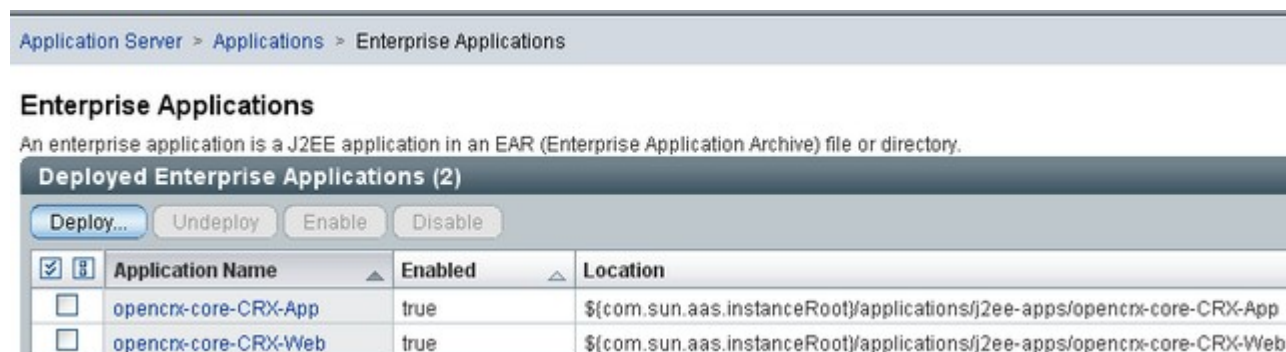 Application Server > Applications > Enterprise Applications
Enterprise Applications
An enterprise application is a J2EE application in an EAR (Enterprise Application Archive) file or directory.
Deployed Enterprise Applications (2)
Deploy... Undeploy Enable Disable
Application Name Enabled Location
opencrx-core-CRX-App true ${com.sun.aas.instanceRoot}/applications/j2ee-apps/opencrx-core-CRX-App
opencrx-core-CRX-Web true ${com.sun.aas.instanceRoot}/applications/j2ee-apps/opencrx-core-CRX-Web